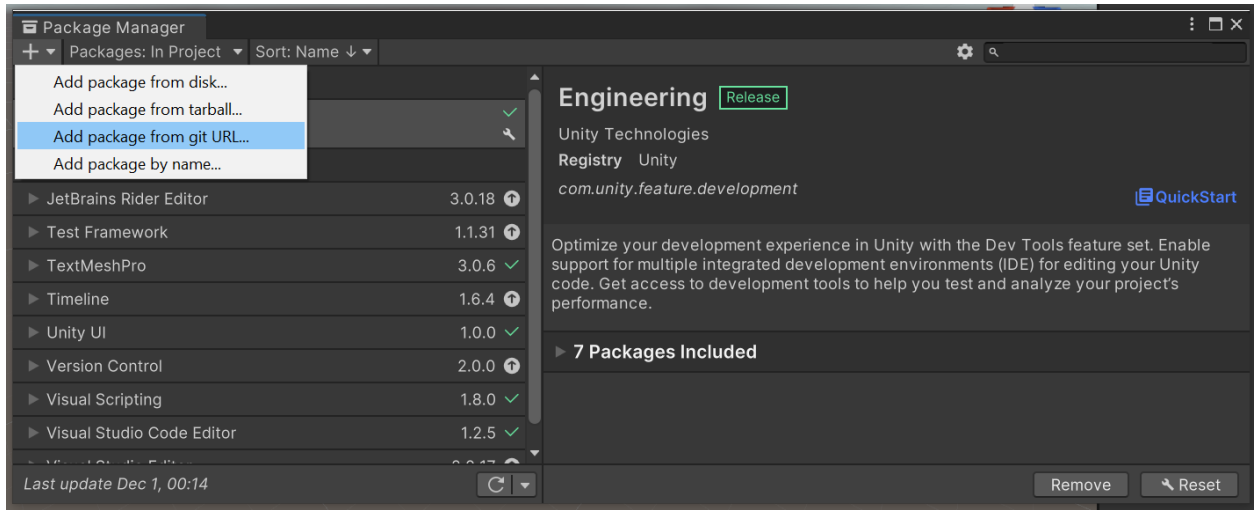 Package Manager
Packages: In Project
Sort: Name ↓
Add package from disk...
Add package from tarball...
Add package from git URL...
Add package by name...
JetBrains Rider Editor 3.0.18
Test Framework 1.1.31
TextMeshPro 3.0.6
Timeline 1.6.4
Unity UI 1.0.0
Version Control 2.0.0
Visual Scripting 1.8.0
Visual Studio Code Editor 1.2.5
Last update Dec 1, 00:14
Engineering Release
Unity Technologies
Registry Unity
com.unity.feature.development
QuickStart
Optimize your development experience in Unity with the Dev Tools feature set. Enable
support for multiple integrated development environments (IDE) for editing your Unity
code. Get access to development tools to help you test and analyze your project's
performance.
7 Packages Included
Remove
Reset